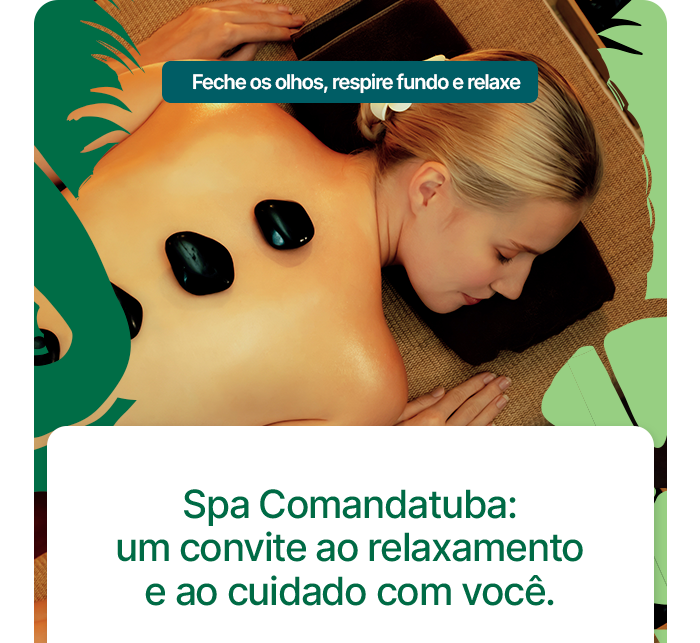 Feche os olhos, respire fundo e relaxe
Spa Comandatuba:
um convite ao relaxamento
e ao cuidado com você.